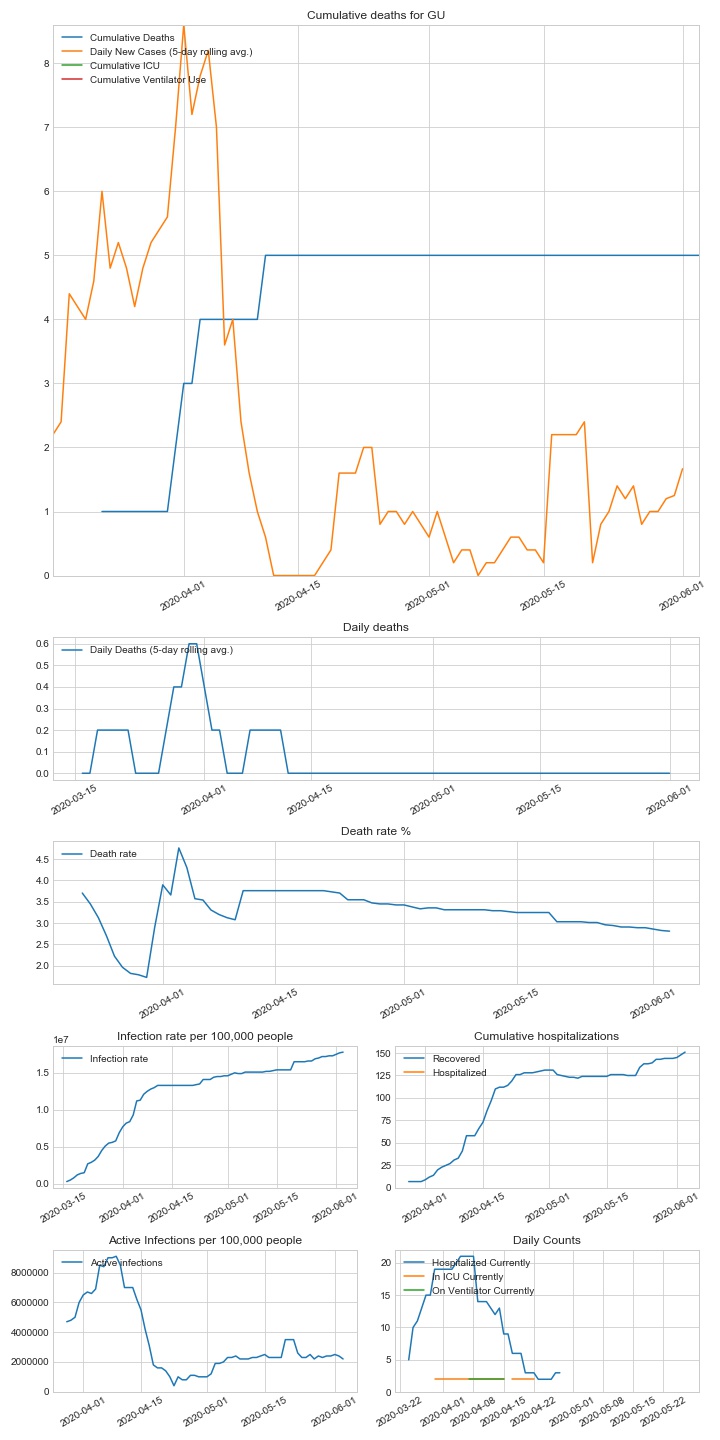 Cumulative deaths for GU
Cumulative Deaths
Daily New Cases (5-day rolling avg.)
Cumulative ICU
Cumulative Ventilator Use
8
7
6
5
4
3
2
1
0
2020-04-01 2020-04-15 2020-05-01 2020-05-15 2020-06-01
Daily deaths
Daily Deaths (5-day rolling avg.)
0.6
0.5
0.4
0.3
0.2
0.1
0.0
2020-03-15 2020-04-01 2020-04-15 2020-05-01 2020-05-15 2020-06-01
Death rate %
Death rate
4.5
4.0
3.5
3.0
2.5
2.0
2020-04-01 2020-04-15 2020-05-01 2020-05-15 2020-06-01
Infection rate per 100,000 people
1e7
Infection rate
1.5
1.0
0.5
0.0
2020-03-15 2020-04-01 2020-04-15 2020-05-01 2020-05-15 2020-06-01
Cumulative hospitalizations
Recovered
Hospitalized
150
125
100
75
50
25
0
2020-04-01 2020-04-15 2020-05-01 2020-05-15 2020-06-01
Active Infections per 100,000 people
Active infections
8000000
6000000
4000000
2000000
0
2020-04-01 2020-04-15 2020-05-01 2020-05-15 2020-06-01
Daily Counts
Hospitalized Currently
In ICU Currently
On Ventilator Currently
20
15
10
5
0
2020-03-22 2020-04-01 2020-04-08 2020-04-15 2020-04-22 2020-05-01 2020-05-08 2020-05-15 2020-05-22